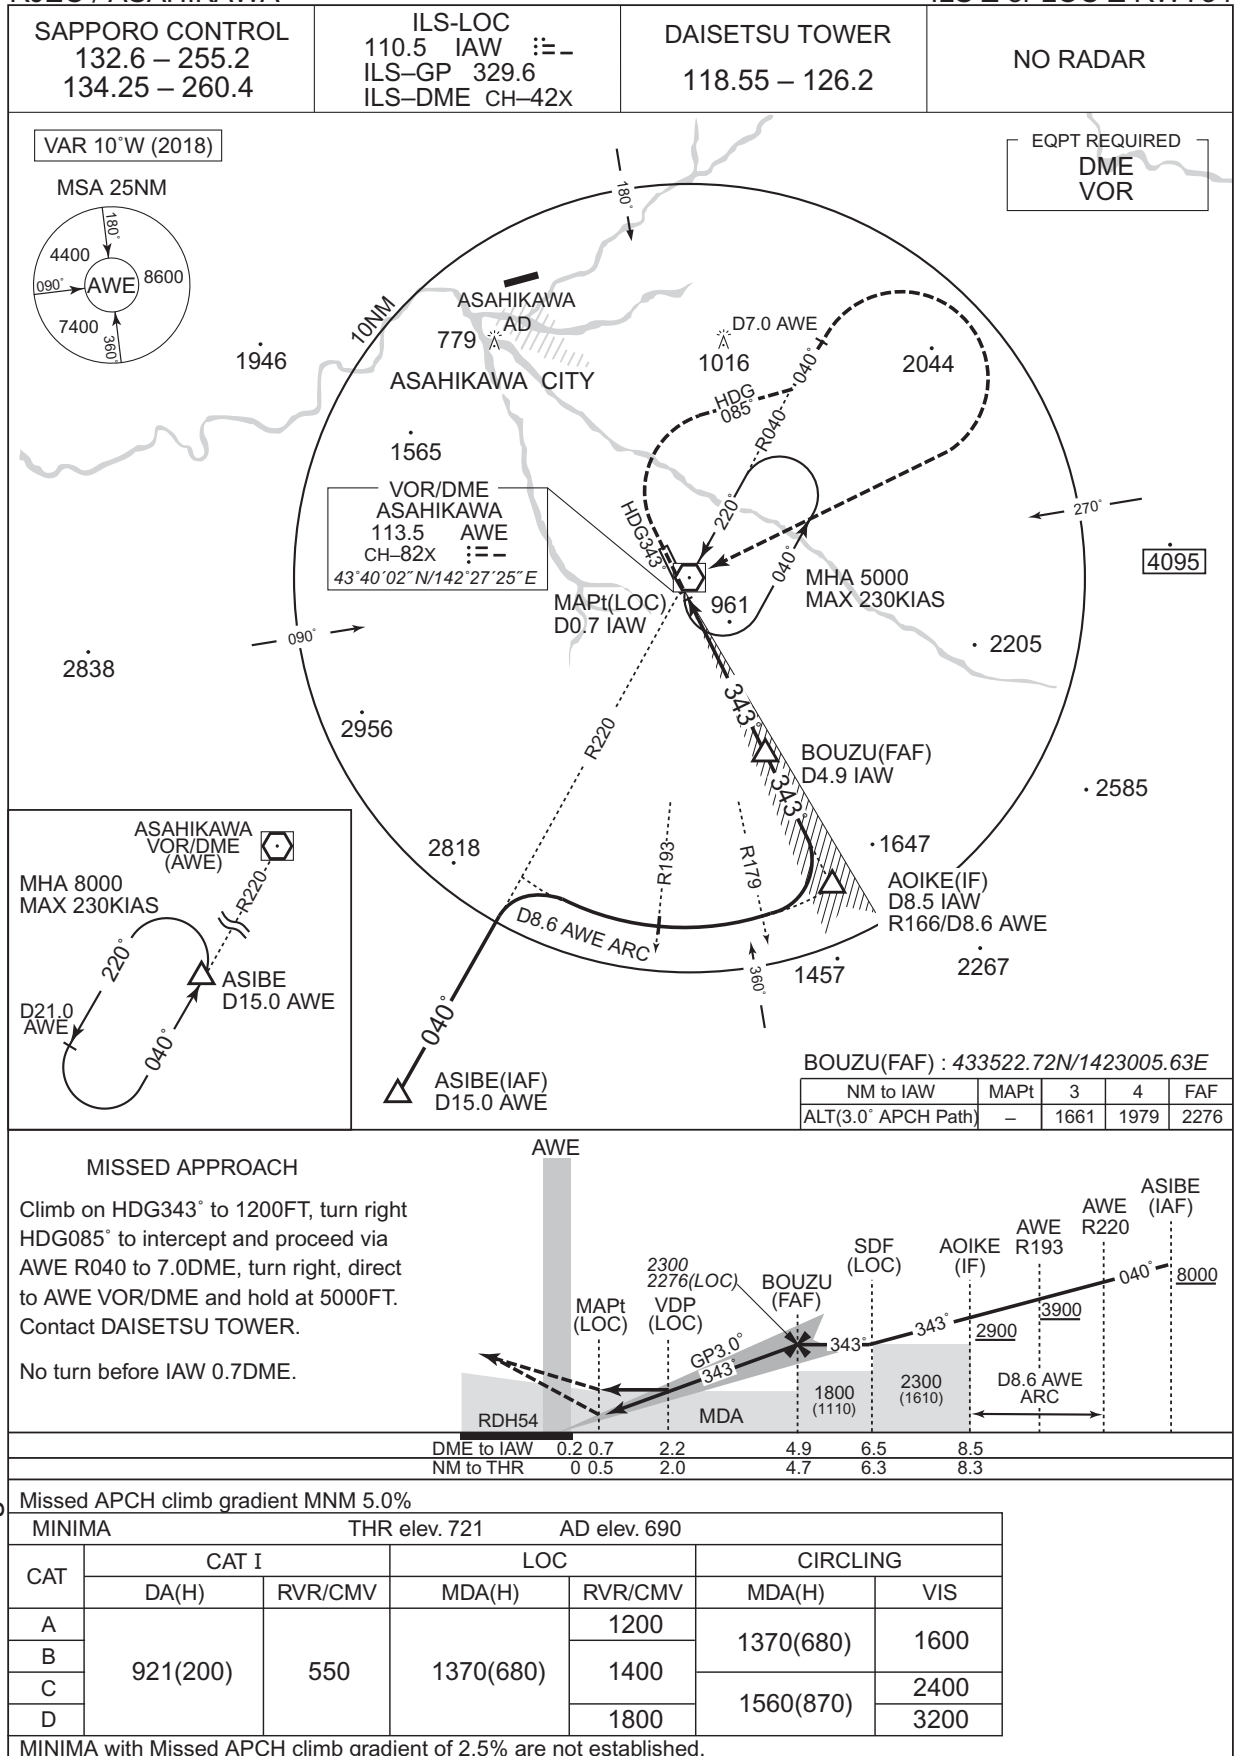 SAPPORO CONTROL
132.6 – 255.2
134.25 – 260.4
ILS-LOC
110.5 IAW
ILS–GP 329.6
ILS–DME CH–42X
DAISETSU TOWER
118.55 – 126.2
NO RADAR
VAR 10˚W (2018)
MSA 25NM
180˚
4400
8600
090˚
AWE
7400
360˚
EQPT REQUIRED
DME
VOR
180˚
10NM
ASAHIKAWA
AD
779
ASAHIKAWA CITY
1946
D7.0 AWE
1016
040˚
2044
HDG
085˚
R040
1565
VOR/DME
ASAHIKAWA
113.5 AWE
CH–82X
43˚40´02˝N/142˚27´25˝E
HDG343˚
220˚
040˚
270˚
4095
MHA 5000
MAX 230KIAS
MAPt(LOC)
D0.7 IAW
961
090˚
2205
2838
343˚
2956
R220
BOUZU(FAF)
D4.9 IAW
343˚
2585
2818
R193
R179
1647
AOIKE(IF)
D8.5 IAW
R166/D8.6 AWE
D8.6 AWE ARC
360˚
1457
2267
040˚
ASIBE(IAF)
D15.0 AWE
ASAHIKAWA
VOR/DME
(AWE)
MHA 8000
MAX 230KIAS
R220
220˚
ASIBE
D15.0 AWE
D21.0
AWE
040˚
BOUZU(FAF) : 433522.72N/1423005.63E
NM to IAW MAPt 3 4 FAF
ALT(3.0˚ APCH Path) – 1661 1979 2276
MISSED APPROACH
Climb on HDG343˚ to 1200FT, turn right
HDG085˚ to intercept and proceed via
AWE R040 to 7.0DME, turn right, direct
to AWE VOR/DME and hold at 5000FT.
Contact DAISETSU TOWER.
No turn before IAW 0.7DME.
AWE
ASIBE
(IAF)
AWE
R220
AWE
R193
AOIKE
(IF)
SDF
(LOC)
2300
2276(LOC)
BOUZU
(FAF)
VDP
(LOC)
MAPt
(LOC)
040˚
8000
3900
2900
343˚
343˚
GP3.0˚
343˚
D8.6 AWE
ARC
2300
(1610)
1800
(1110)
MDA
RDH54
DME to IAW 0.2 0.7 2.2 4.9 6.5 8.5
NM to THR 0 0.5 2.0 4.7 6.3 8.3
Missed APCH climb gradient MNM 5.0%
MINIMA THR elev. 721 AD elev. 690
CAT CAT I LOC CIRCLING
DA(H) RVR/CMV MDA(H) RVR/CMV MDA(H) VIS
A 1200
B 1370(680) 1600
921(200) 550 1370(680) 1400
C 2400
1560(870)
D 1800 3200
MINIMA with Missed APCH climb gradient of 2.5% are not established.